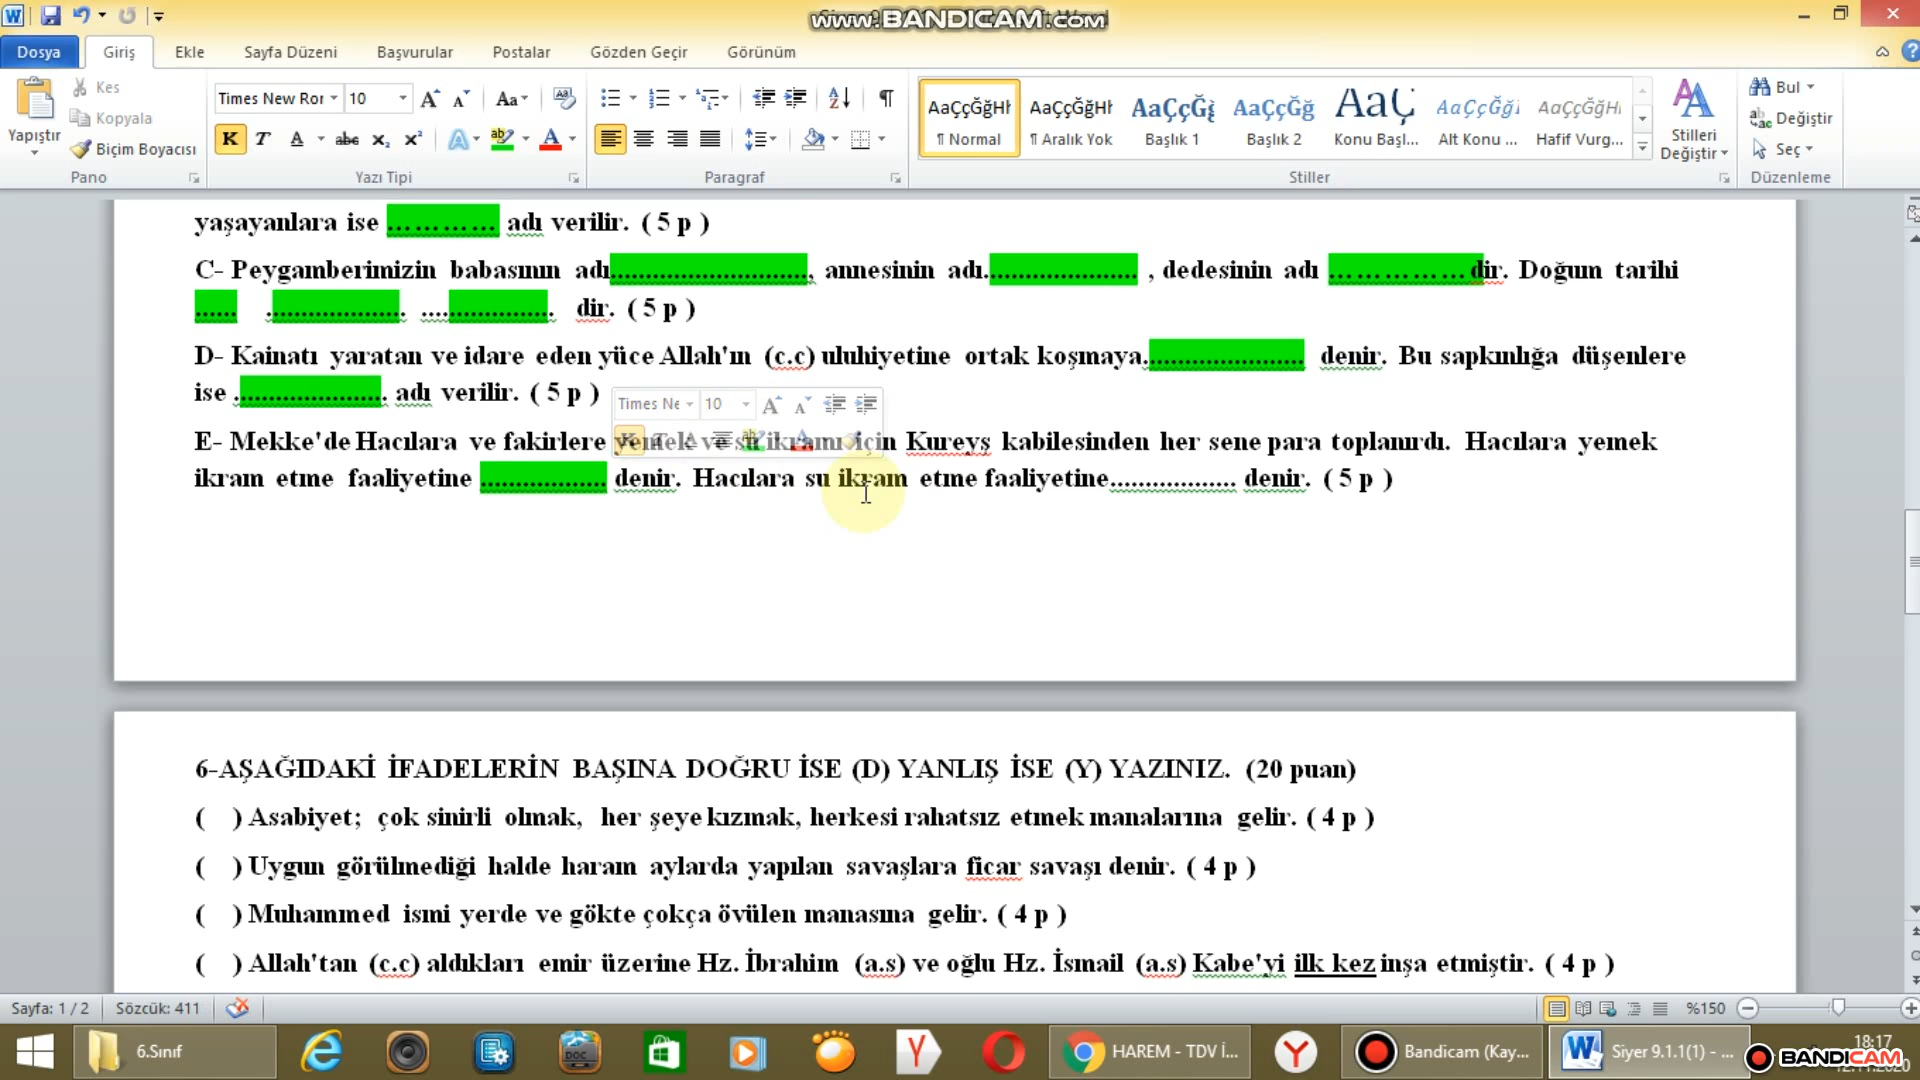 www.BANDICAM.com
Dosya Giriş Ekle Sayfa Düzeni Başvurular Postalar Gözden Geçir Görünüm
Yapıştır Kes Kopyala Biçim Boyacısı
Times New Ror 10
AaÇçĞğHł AaÇçĞğHł AaÇçĞğ AaÇçĞğ AaÇ AaÇçĞğI AaÇçĞğHı
¶ Normal ¶ Aralık Yok Başlık 1 Başlık 2 Konu Başl... Alt Konu ... Hafif Vurg...
Stilleri Değiştir
Bul
Değiştir
Seç
Pano Yazı Tipi Paragraf Stiller Düzenleme
yaşayanlara ise ………… adı verilir. ( 5 p )
C- Peygamberimizin babasının adı............................, annesinin adı...................... , dedesinin adı ……………dir. Doğum tarihi
...... .................... .................. dir. ( 5 p )
D- Kainatı yaratan ve idare eden yüce Allah'ın (c.c) uluhiyetine ortak koşmaya....................... denir. Bu sapkınlığa düşenlere
ise ...................... adı verilir. ( 5 p )
Times Ne 10
E- Mekke'de Hacılara ve fakirlere yemek ve su ikramı için Kureyş kabilesinden her sene para toplanırdı. Hacılara yemek
ikram etme faaliyetine .................. denir. Hacılara su ikram etme faaliyetine.................. denir. ( 5 p )
6-AŞAĞIDAKİ İFADELERİN BAŞINA DOĞRU İSE (D) YANLIŞ İSE (Y) YAZINIZ. (20 puan)
( ) Asabiyet; çok sinirli olmak, her şeye kızmak, herkesi rahatsız etmek manalarına gelir. ( 4 p )
( ) Uygun görülmediği halde haram aylarda yapılan savaşlara ficar savaşı denir. ( 4 p )
( ) Muhammed ismi yerde ve gökte çokça övülen manasına gelir. ( 4 p )
( ) Allah'tan (c.c) aldıkları emir üzerine Hz. İbrahim (a.s) ve oğlu Hz. İsmail (a.s) Kabe'yi ilk kez inşa etmiştir. ( 4 p )
Sayfa: 1 / 2 Sözcük: 411 %150
6.Sınıf HAREM - TDV İ... Bandicam (Kay... Siyer 9.1.1(1) - ... 18:17
BANDICAM